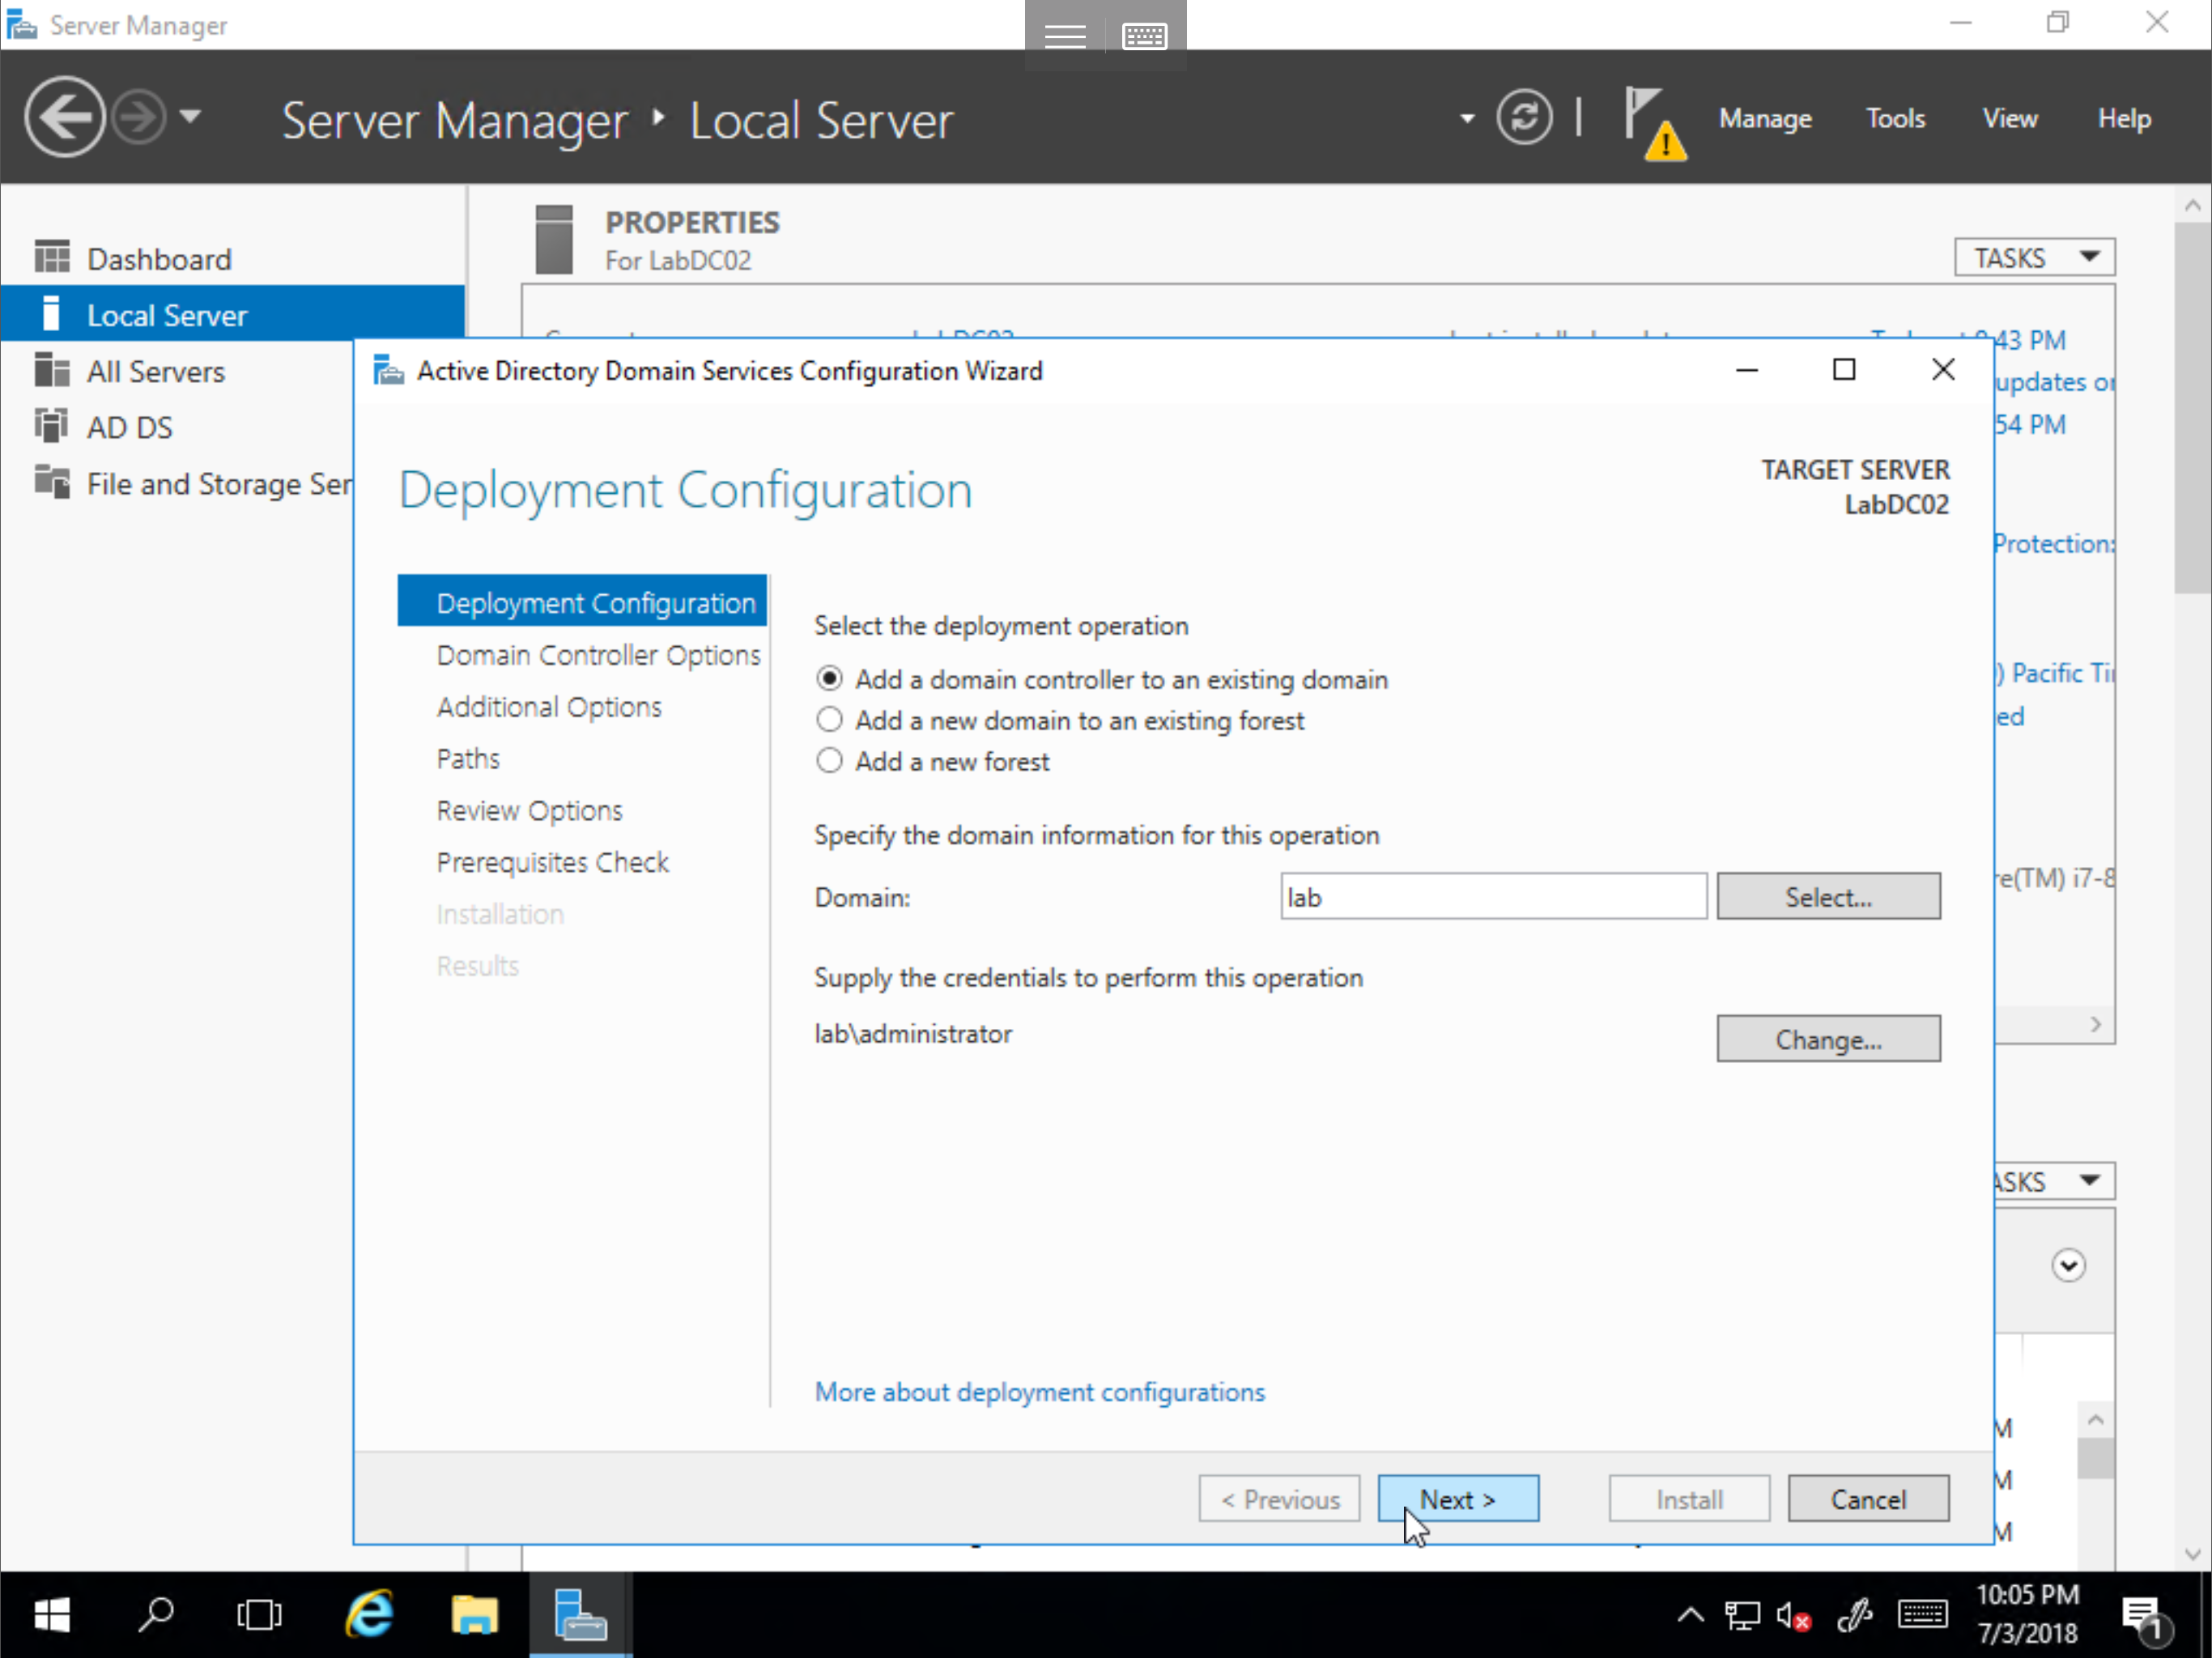 Server Manager
Server Manager ‣ Local Server
Manage Tools View Help
Dashboard
Local Server
All Servers
AD DS
File and Storage Ser
PROPERTIES
For LabDC02
TASKS
43 PM
updates or
54 PM
Protection:
) Pacific Ti
ed
re(TM) i7-8
Active Directory Domain Services Configuration Wizard
Deployment Configuration
TARGET SERVER
LabDC02
Deployment Configuration
Domain Controller Options
Additional Options
Paths
Review Options
Prerequisites Check
Installation
Results
Select the deployment operation
Add a domain controller to an existing domain
Add a new domain to an existing forest
Add a new forest
Specify the domain information for this operation
Domain: lab Select...
Supply the credentials to perform this operation
lab\administrator Change...
More about deployment configurations
< Previous Next > Install Cancel
ASKS
M
M
M
10:05 PM
7/3/2018
1